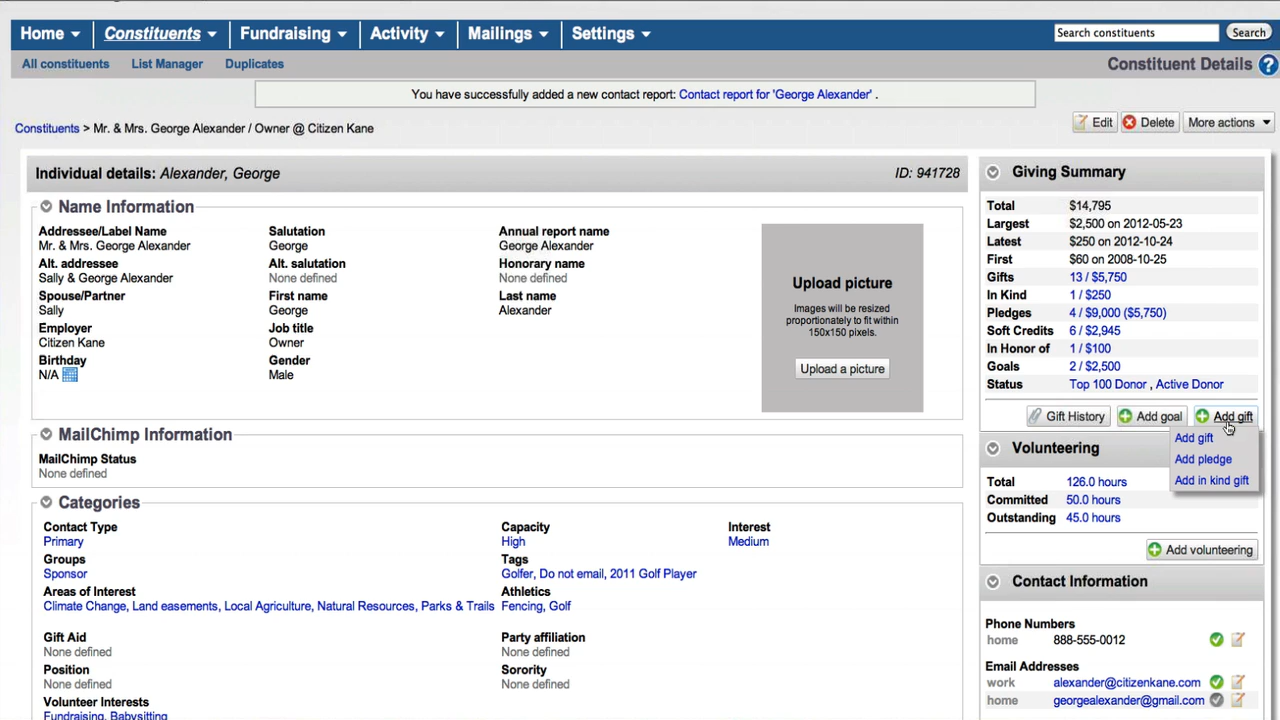 Home Constituents Fundraising Activity Mailings Settings Search constituents Search
All constituents List Manager Duplicates Constituent Details ?
You have successfully added a new contact report: Contact report for 'George Alexander' .
Constituents > Mr. & Mrs. George Alexander / Owner @ Citizen Kane Edit Delete More actions
Individual details: Alexander, George ID: 941728
Name Information
Addressee/Label Name Salutation Annual report name
Mr. & Mrs. George Alexander George George Alexander
Alt. addressee Alt. salutation Honorary name
Sally & George Alexander None defined None defined
Spouse/Partner First name Last name
Sally George Alexander
Employer Job title
Citizen Kane Owner
Birthday Gender
N/A Male
Upload picture
Images will be resized
proportionately to fit within
150x150 pixels.
Upload a picture
MailChimp Information
MailChimp Status
None defined
Categories
Contact Type Capacity Interest
Primary High Medium
Groups Tags
Sponsor Golfer, Do not email, 2011 Golf Player
Areas of Interest Athletics
Climate Change, Land easements, Local Agriculture, Natural Resources, Parks & Trails Fencing, Golf
Gift Aid Party affiliation
None defined None defined
Position Sorority
None defined None defined
Volunteer Interests
Fundraising, Babysitting
Giving Summary
Total $14,795
Largest $2,500 on 2012-05-23
Latest $250 on 2012-10-24
First $60 on 2008-10-25
Gifts 13 / $5,750
In Kind 1 / $250
Pledges 4 / $9,000 ($5,750)
Soft Credits 6 / $2,945
In Honor of 1 / $100
Goals 2 / $2,500
Status Top 100 Donor , Active Donor
Gift History Add goal Add gift
Add gift
Add pledge
Add in kind gift
Volunteering
Total 126.0 hours
Committed 50.0 hours
Outstanding 45.0 hours
Add volunteering
Contact Information
Phone Numbers
home 888-555-0012
Email Addresses
work alexander@citizenkane.com
home georgealexander@gmail.com